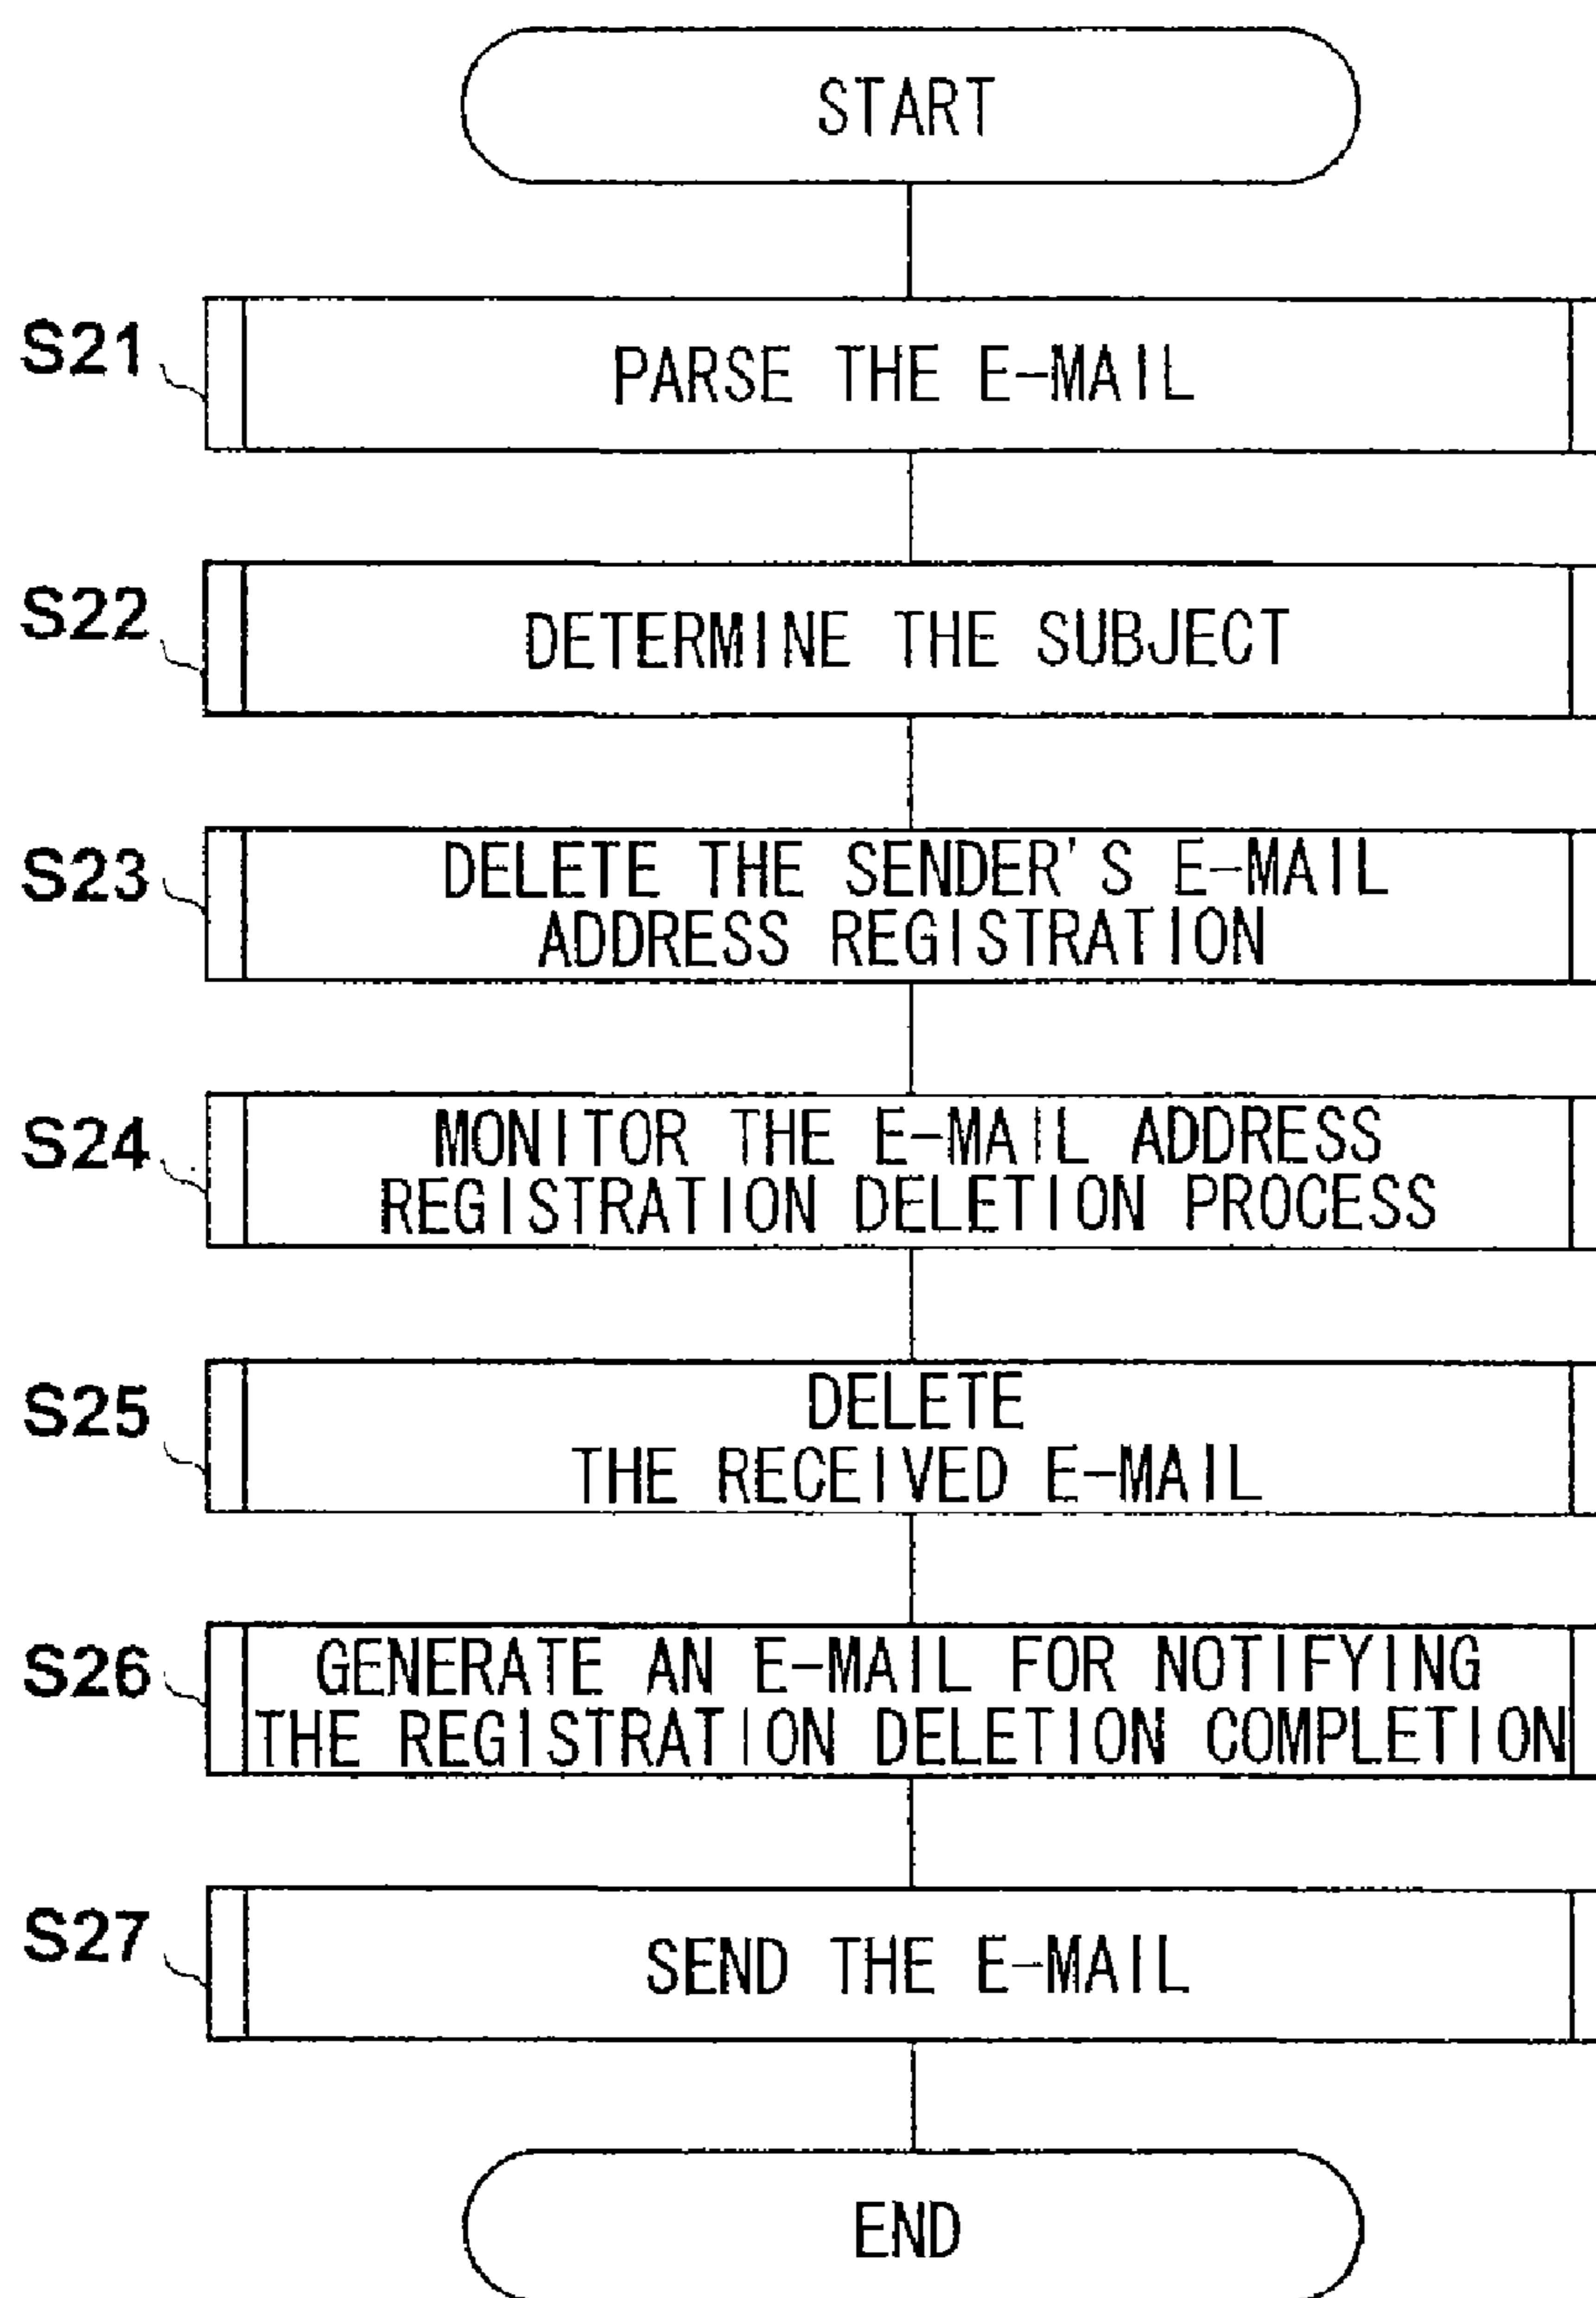 START
S21
PARSE THE E-MAIL
S22
DETERMINE THE SUBJECT
S23
DELETE THE SENDER'S E-MAIL
ADDRESS REGISTRATION
S24
MONITOR THE E-MAIL ADDRESS
REGISTRATION DELETION PROCESS
S25
DELETE
THE RECEIVED E-MAIL
S26
GENERATE AN E-MAIL FOR NOTIFYING
THE REGISTRATION DELETION COMPLETION
S27
SEND THE E-MAIL
END